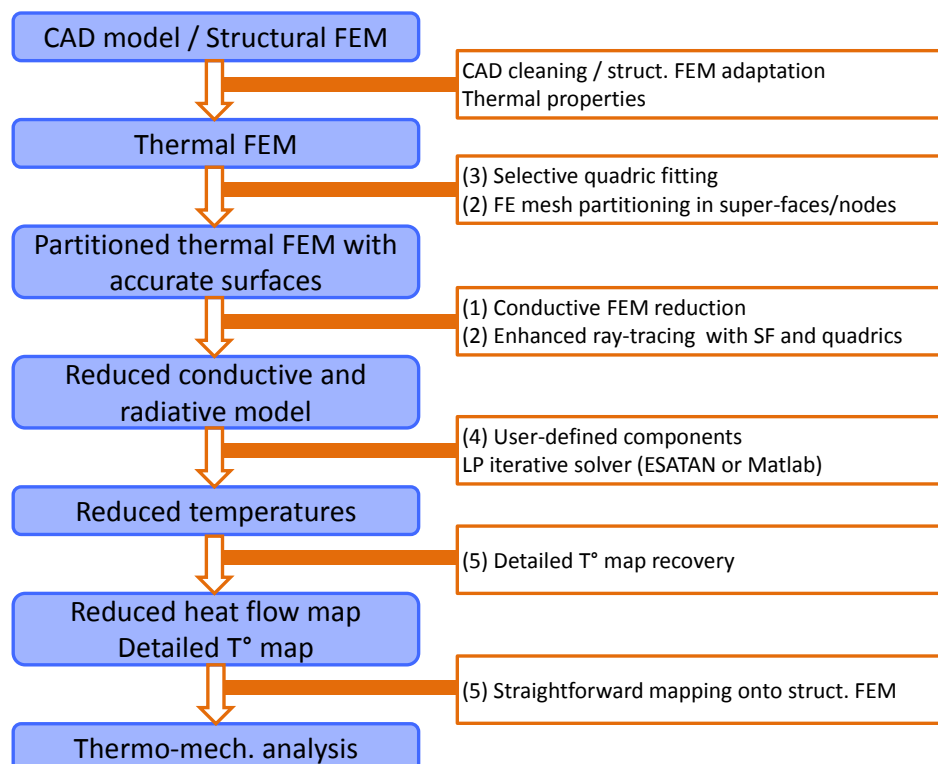 CAD model / Structural FEM
CAD cleaning / struct. FEM adaptation
Thermal properties
Thermal FEM
(3) Selective quadric fitting
(2) FE mesh partitioning in super-faces/nodes
Partitioned thermal FEM with
accurate surfaces
(1) Conductive FEM reduction
(2) Enhanced ray-tracing with SF and quadrics
Reduced conductive and
radiative model
(4) User-defined components
LP iterative solver (ESATAN or Matlab)
Reduced temperatures
(5) Detailed T° map recovery
Reduced heat flow map
Detailed T° map
(5) Straightforward mapping onto struct. FEM
Thermo-mech. analysis